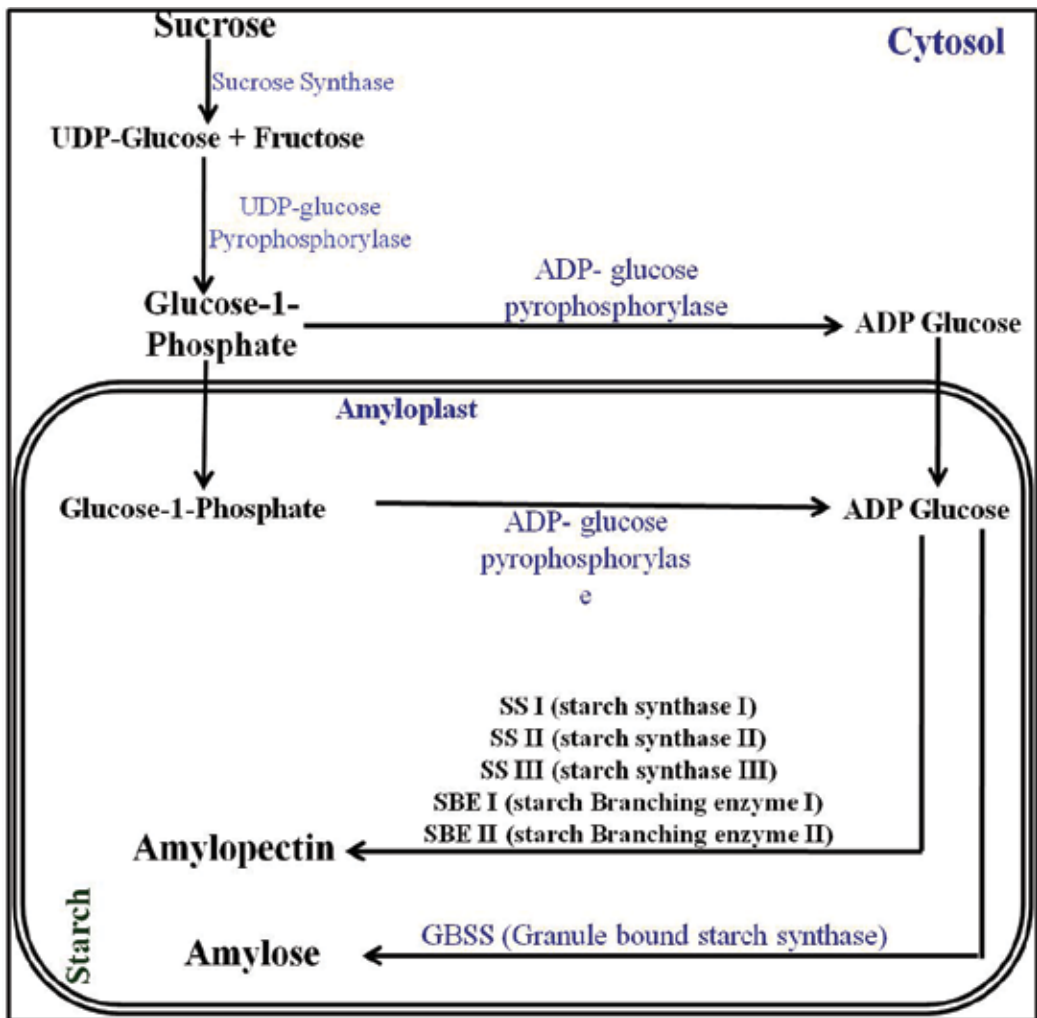 Sucrose
Cytosol
Sucrose Synthase
UDP-Glucose + Fructose
UDP-glucose
Pyrophosphorylase
ADP- glucose
pyrophosphorylase
Glucose-1-
Phosphate
ADP Glucose
Amyloplast
Glucose-1-Phosphate
ADP Glucose
ADP- glucose
pyrophosphorylas
e
SS I (starch synthase I)
SS II (starch synthase II)
SS III (starch synthase III)
SBE I (starch Branching enzyme I)
SBE II (starch Branching enzyme II)
Amylopectin
Starch
GBSS (Granule bound starch synthase)
Amylose